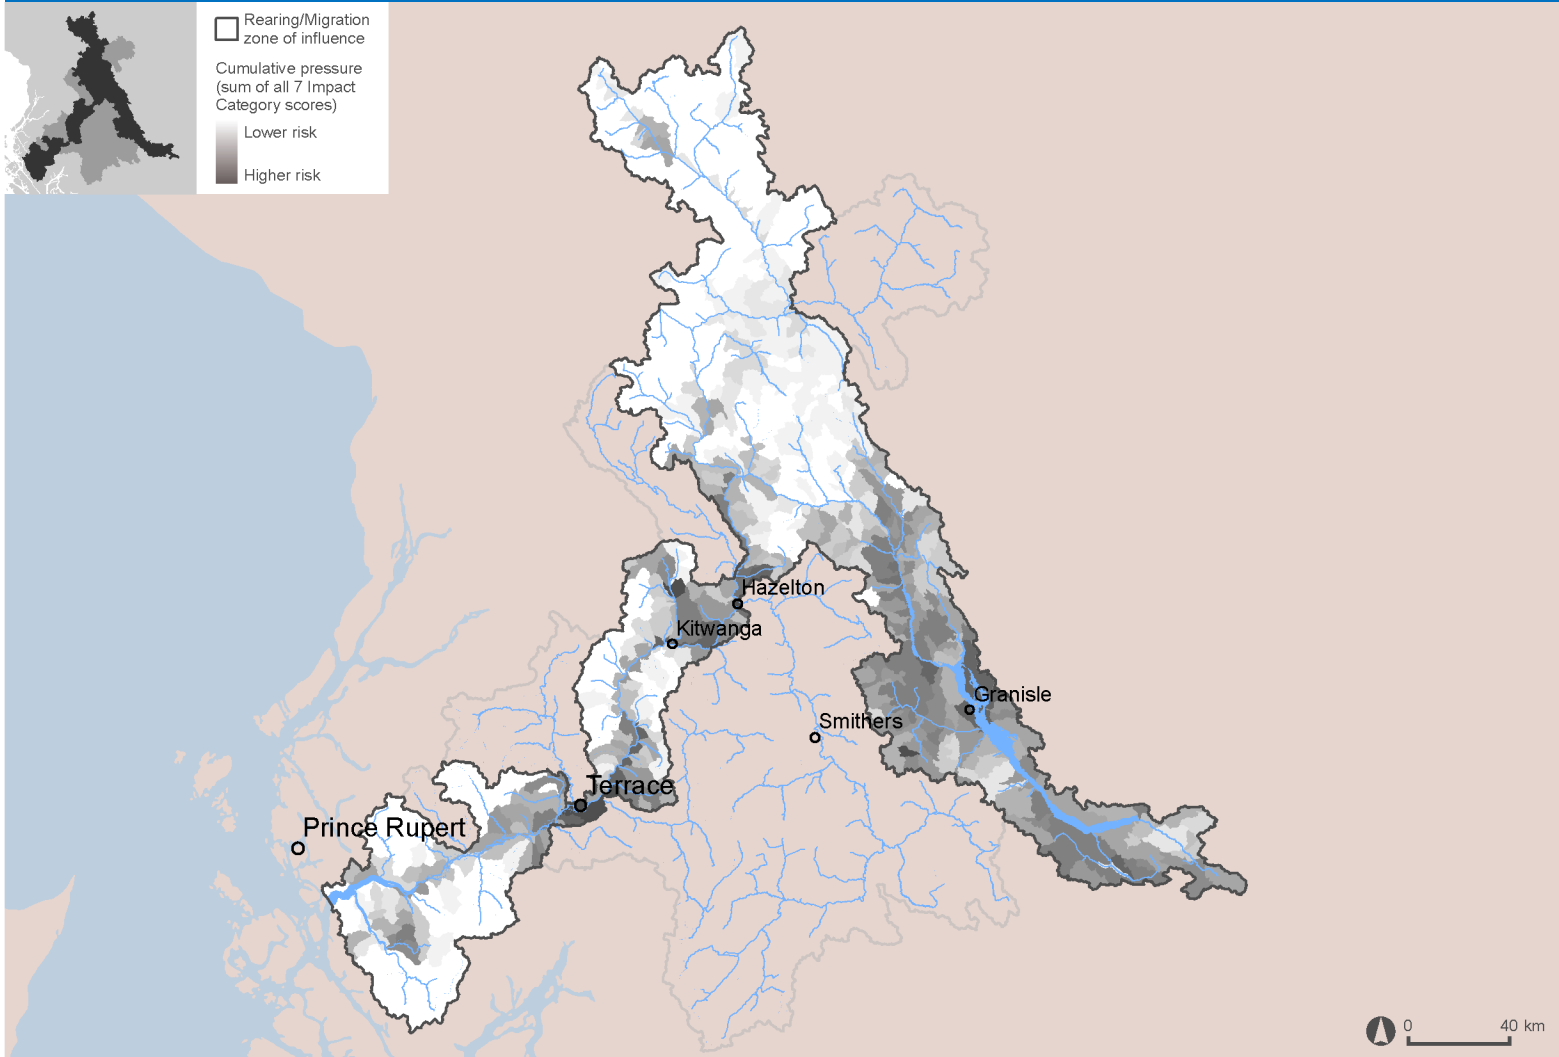 Rearing/Migration
zone of influence
Cumulative pressure
(sum of all 7 Impact
Category scores)
Lower risk
Higher risk
Hazelton
Kitwanga
Granisle
Smithers
Terrace
Prince Rupert
0 40 km